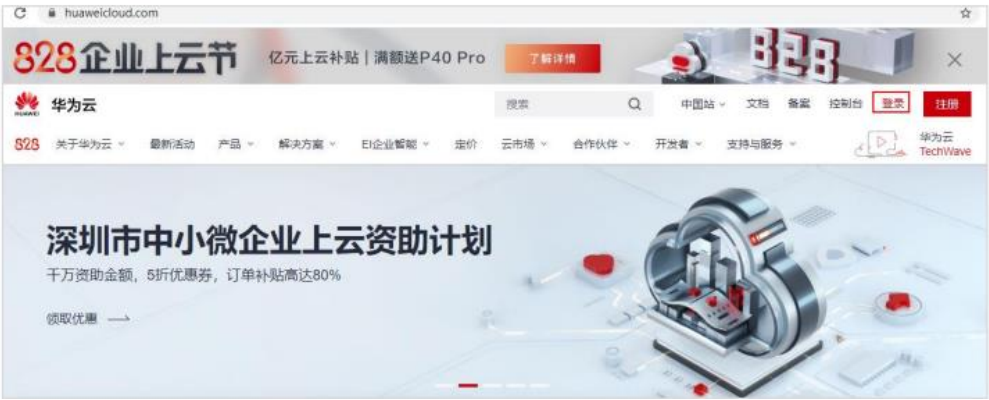 huaweicloud.com
828企业上云节 亿元上云补贴 | 满额送P40 Pro 了解详情 828
HUAWEI 华为云 搜索 中国站 文档 备案 控制台 登录 注册
828 关于华为云 最新活动 产品 解决方案 EI企业智能 定价 云市场 合作伙伴 开发者 支持与服务 华为云
TechWave
深圳市中小微企业上云资助计划
千万资助金额，5折优惠券，订单补贴高达80%
领取优惠